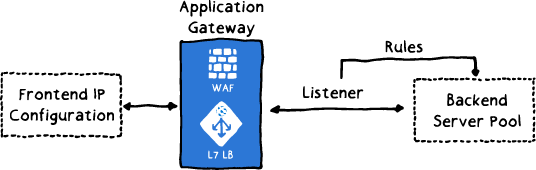 Application
Gateway
Rules
WAF
Frontend IP
Configuration
Listener
Backend
Server Pool
L7 LB